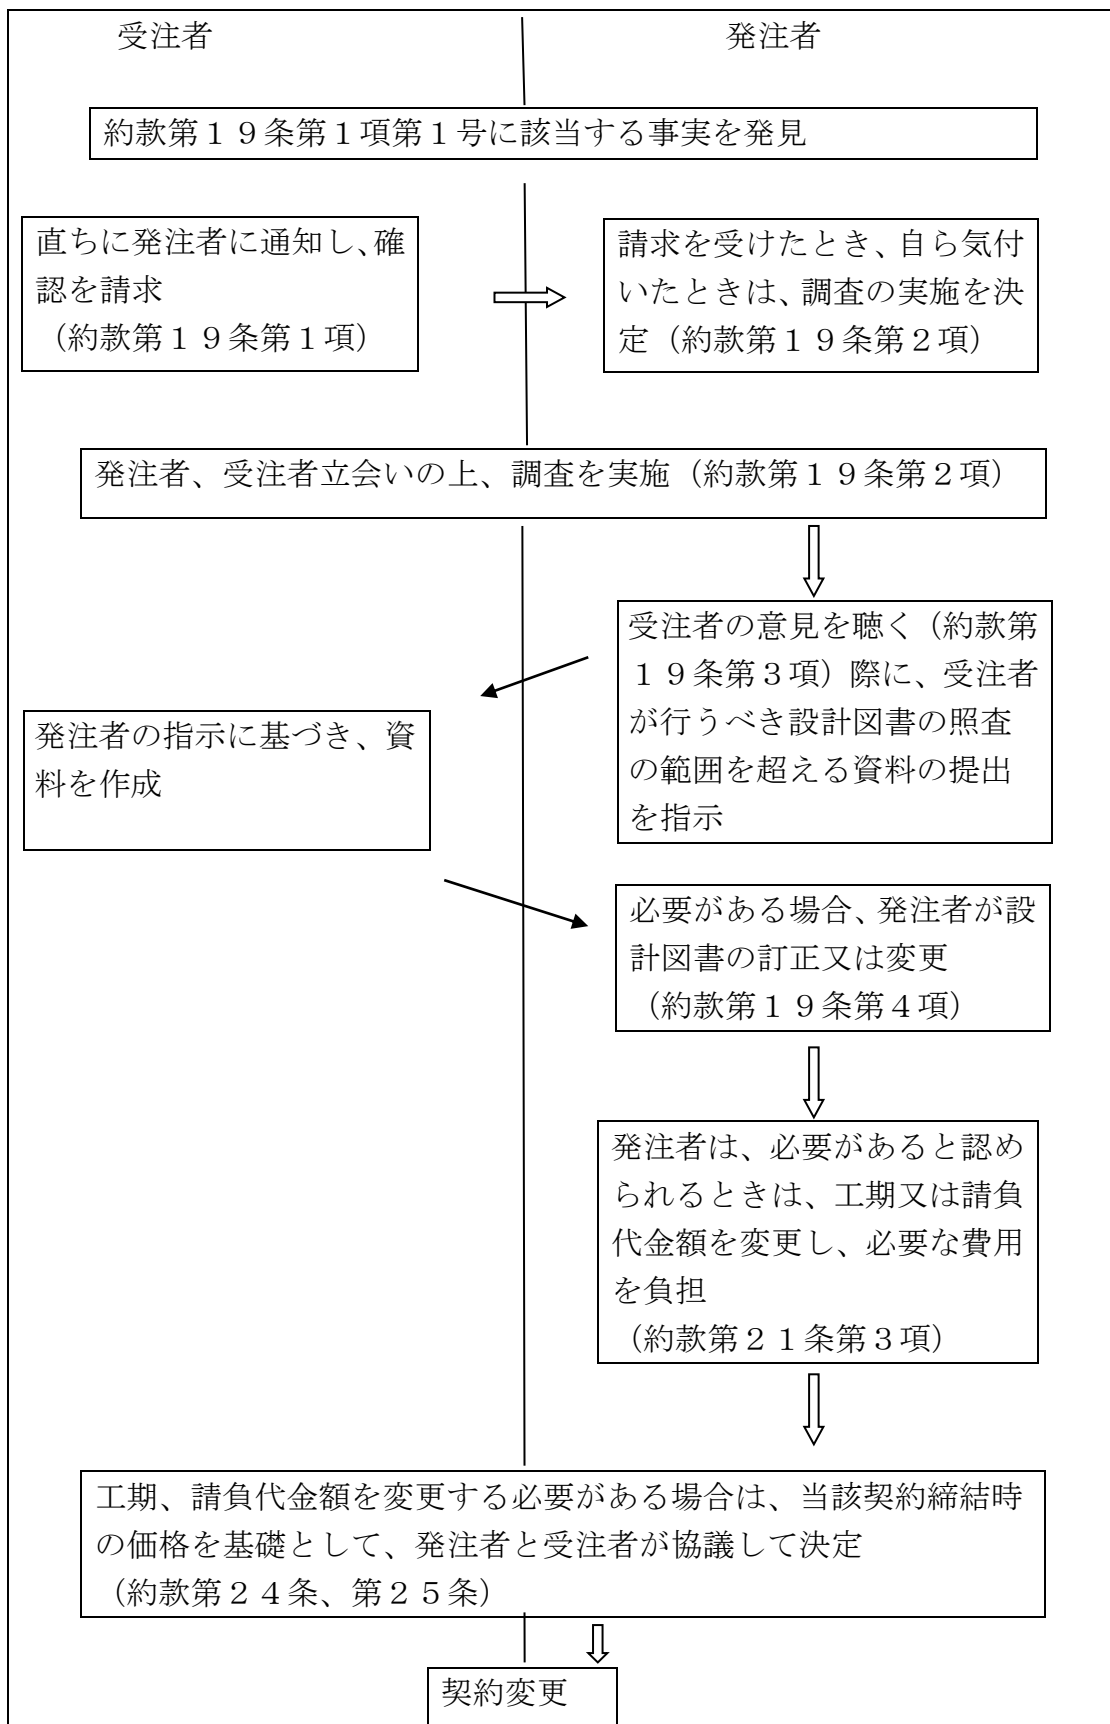 受注者
発注者
約款第１９条第１項第１号に該当する事実を発見
直ちに発注者に通知し、確
認を請求
（約款第１９条第１項）
請求を受けたとき、自ら気付
いたときは、調査の実施を決
定（約款第１９条第２項）
発注者、受注者立会いの上、調査を実施（約款第１９条第２項）
受注者の意見を聴く（約款第
１９条第３項）際に、受注者
が行うべき設計図書の照査
の範囲を超える資料の提出
を指示
発注者の指示に基づき、資
料を作成
必要がある場合、発注者が設
計図書の訂正又は変更
（約款第１９条第４項）
発注者は、必要があると認め
られるときは、工期又は請負
代金額を変更し、必要な費用
を負担
（約款第２１条第３項）
工期、請負代金額を変更する必要がある場合は、当該契約締結時
の価格を基礎として、発注者と受注者が協議して決定
（約款第２４条、第２５条）
契約変更